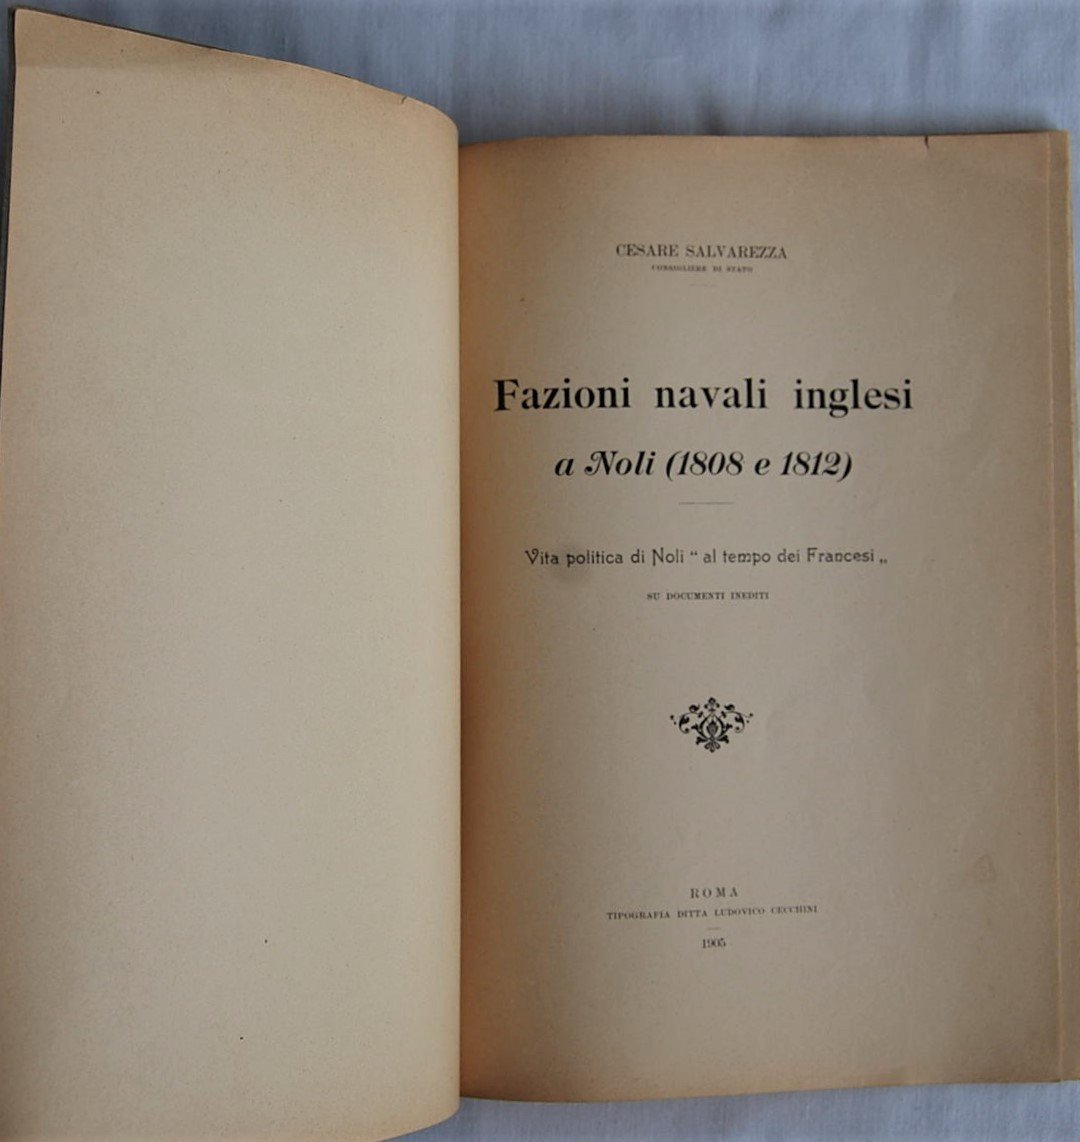 CESARE SALVAREZZA
CONSIGLIERE DI STATO
Fazioni navali inglesi
a Noli (1808 e 1812)
Vita politica di Noli “ al tempo dei Francesi „
SU DOCUMENTI INEDITI
ROMA
TIPOGRAFIA DITTA LUDOVICO CECCHINI
1905